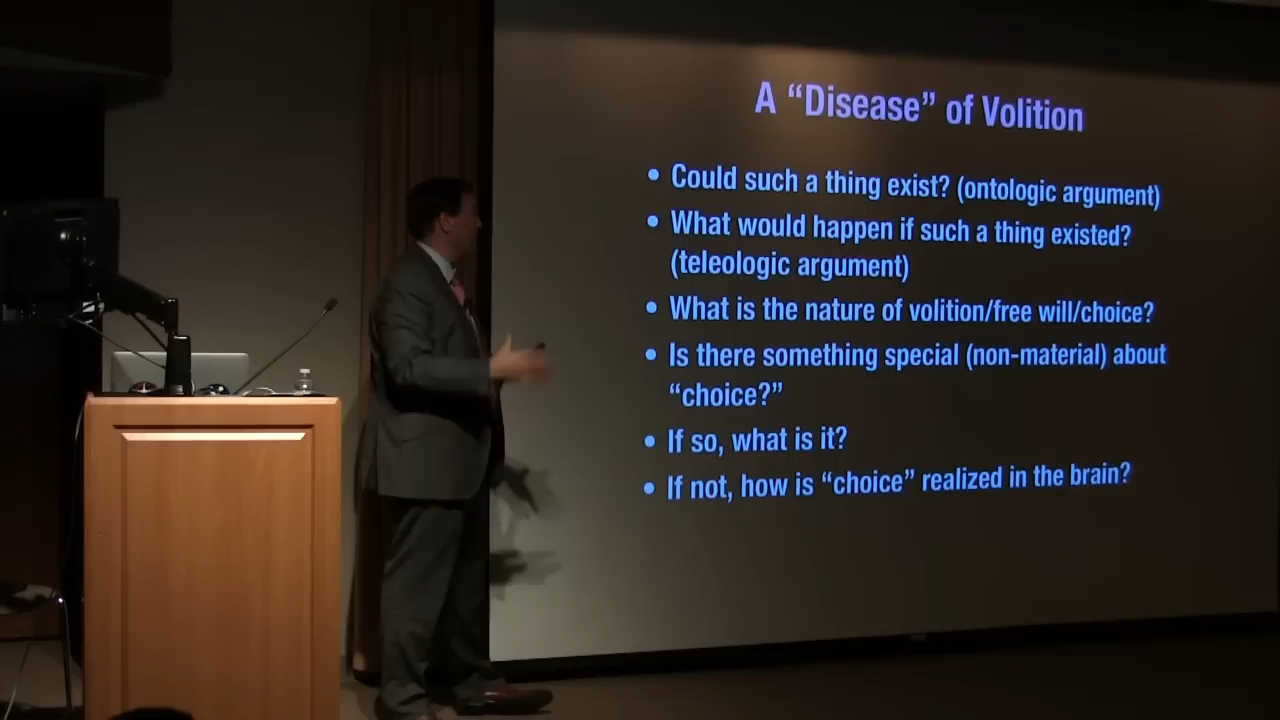 A “Disease” of Volition
• Could such a thing exist? (ontologic argument)
• What would happen if such a thing existed?
(teleologic argument)
• What is the nature of volition/free will/choice?
• Is there something special (non-material) about
“choice?”
• If so, what is it?
• If not, how is “choice” realized in the brain?